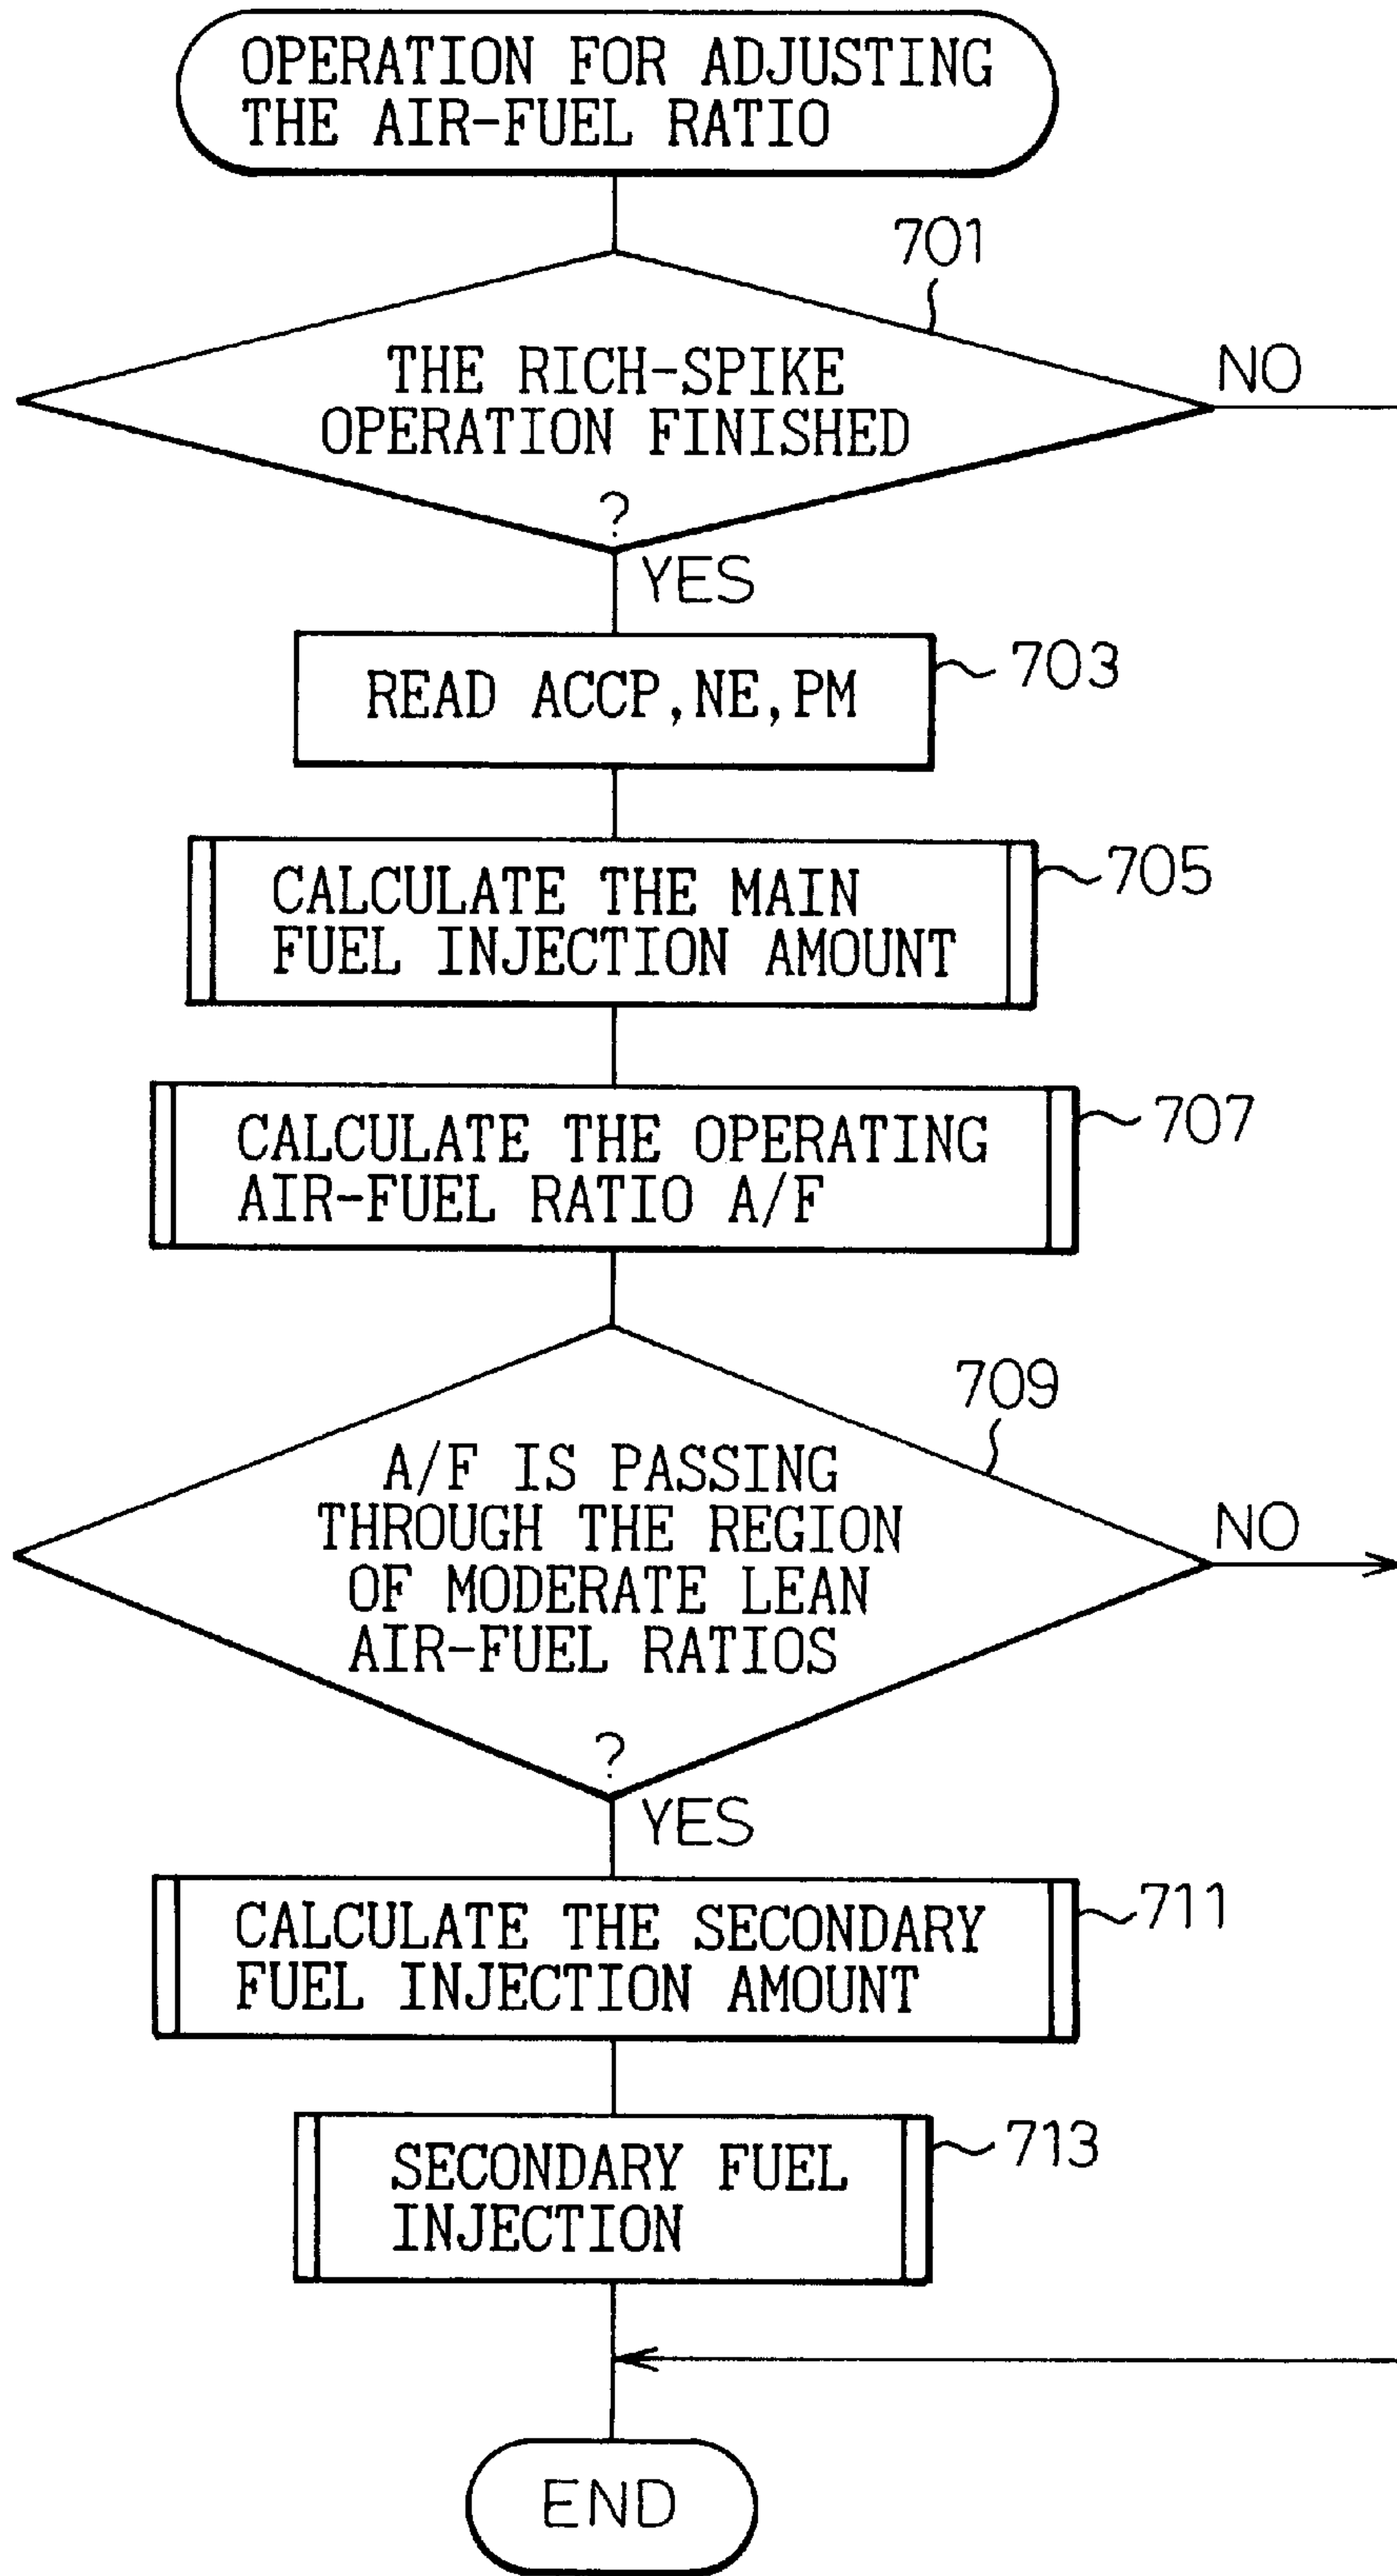 OPERATION FOR ADJUSTING
THE AIR-FUEL RATIO
701
THE RICH-SPIKE
OPERATION FINISHED
?
NO
YES
READ ACCP,NE,PM
703
CALCULATE THE MAIN
FUEL INJECTION AMOUNT
705
CALCULATE THE OPERATING
AIR-FUEL RATIO A/F
707
709
A/F IS PASSING
THROUGH THE REGION
OF MODERATE LEAN
AIR-FUEL RATIOS
?
NO
YES
CALCULATE THE SECONDARY
FUEL INJECTION AMOUNT
711
SECONDARY FUEL
INJECTION
713
END